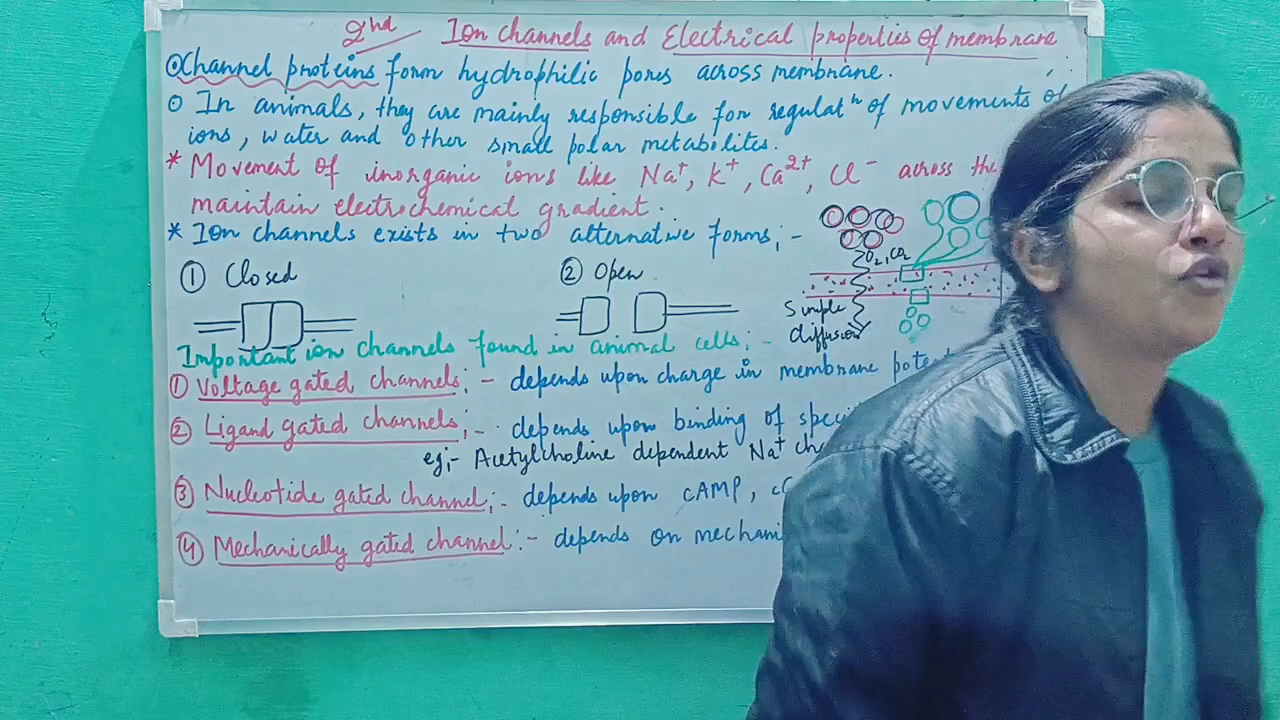 2nd Ion channels and Electrical properties of membrane
Channel proteins form hydrophilic pores across membrane.
In animals, they are mainly responsible for regulatn of movements of
ions, water and other small polar metabolites.
* Movement of inorganic ions like Na+, K+, Ca2+, Cl- across the
maintain electrochemical gradient.
* Ion channels exists in two alternative forms;-
① Closed ② Open
O2, CO2
Simple
diffusion
Important ion channels found in animal cells;-
① Voltage gated channels;- depends upon charge in membrane
② Ligand gated channels;- depends upon binding of
eg;- Acetylcholine dependent Na+
③ Nucleotide gated channel;- depends upon cAMP,
④ Mechanically gated channel:- depends on